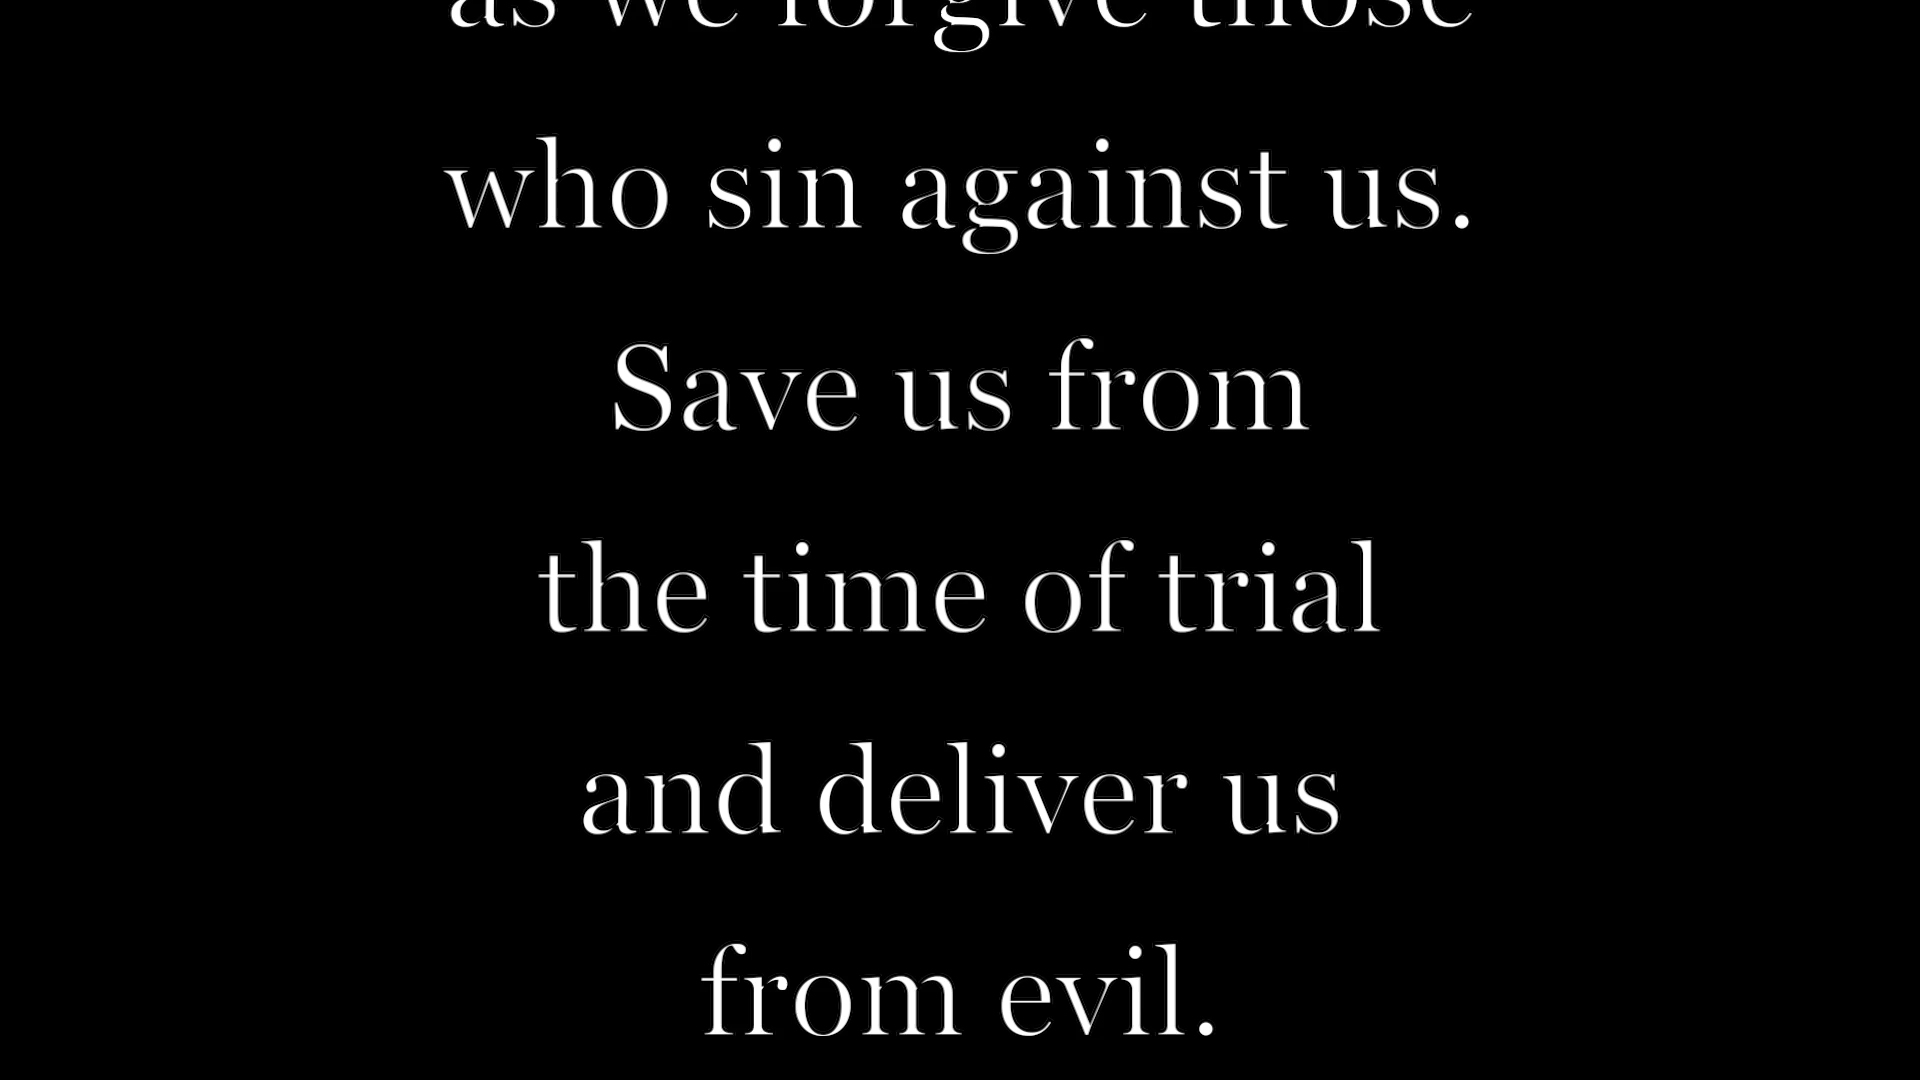 as we forgive those
who sin against us.
Save us from
the time of trial
and deliver us
from evil.